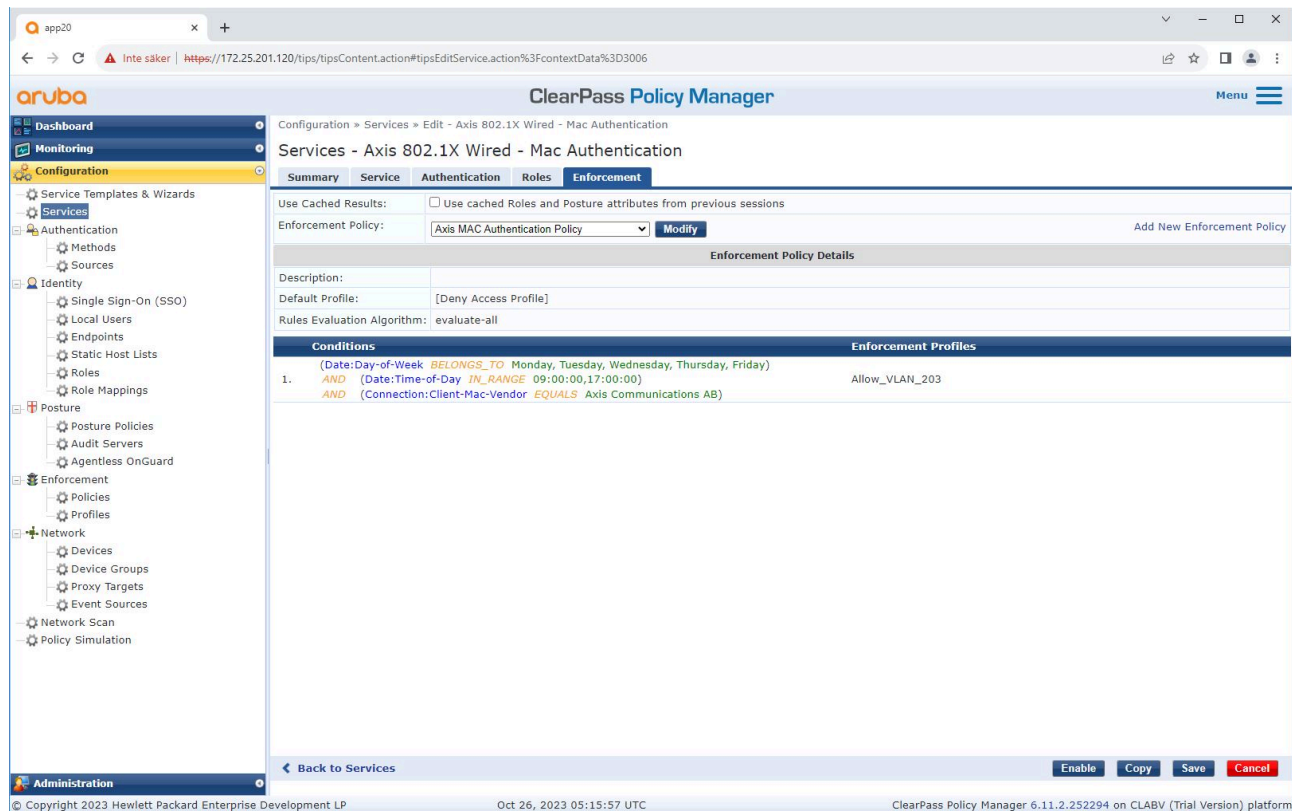 app20
Inte säker | https://172.25.201.120/tips/tipsContent.action#tipsEditService.action%3FcontextData%3D3006
aruba
ClearPass Policy Manager
Menu
Dashboard
Monitoring
Configuration
Service Templates & Wizards
Services
Authentication
Methods
Sources
Identity
Single Sign-On (SSO)
Local Users
Endpoints
Static Host Lists
Roles
Role Mappings
Posture
Posture Policies
Audit Servers
Agentless OnGuard
Enforcement
Policies
Profiles
Network
Devices
Device Groups
Proxy Targets
Event Sources
Network Scan
Policy Simulation
Administration
Configuration » Services » Edit - Axis 802.1X Wired - Mac Authentication
Services - Axis 802.1X Wired - Mac Authentication
Summary Service Authentication Roles Enforcement
Use Cached Results: Use cached Roles and Posture attributes from previous sessions
Enforcement Policy: Axis MAC Authentication Policy Modify Add New Enforcement Policy
Enforcement Policy Details
Description:
Default Profile: [Deny Access Profile]
Rules Evaluation Algorithm: evaluate-all
Conditions Enforcement Profiles
(Date:Day-of-Week BELONGS_TO Monday, Tuesday, Wednesday, Thursday, Friday)
1. AND (Date:Time-of-Day IN_RANGE 09:00:00,17:00:00) Allow_VLAN_203
AND (Connection:Client-Mac-Vendor EQUALS Axis Communications AB)
Back to Services Enable Copy Save Cancel
© Copyright 2023 Hewlett Packard Enterprise Development LP Oct 26, 2023 05:15:57 UTC ClearPass Policy Manager 6.11.2.252294 on CLABV (Trial Version) platform